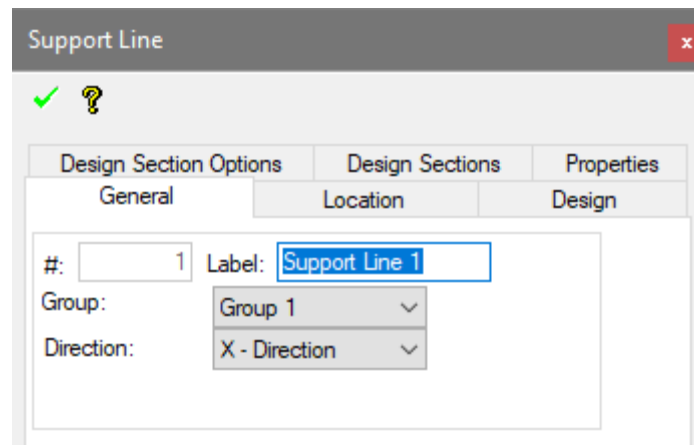 Support Line
x
?
Design Section Options Design Sections Properties
General Location Design
#: 1 Label: Support Line 1
Group: Group 1
Direction: X - Direction